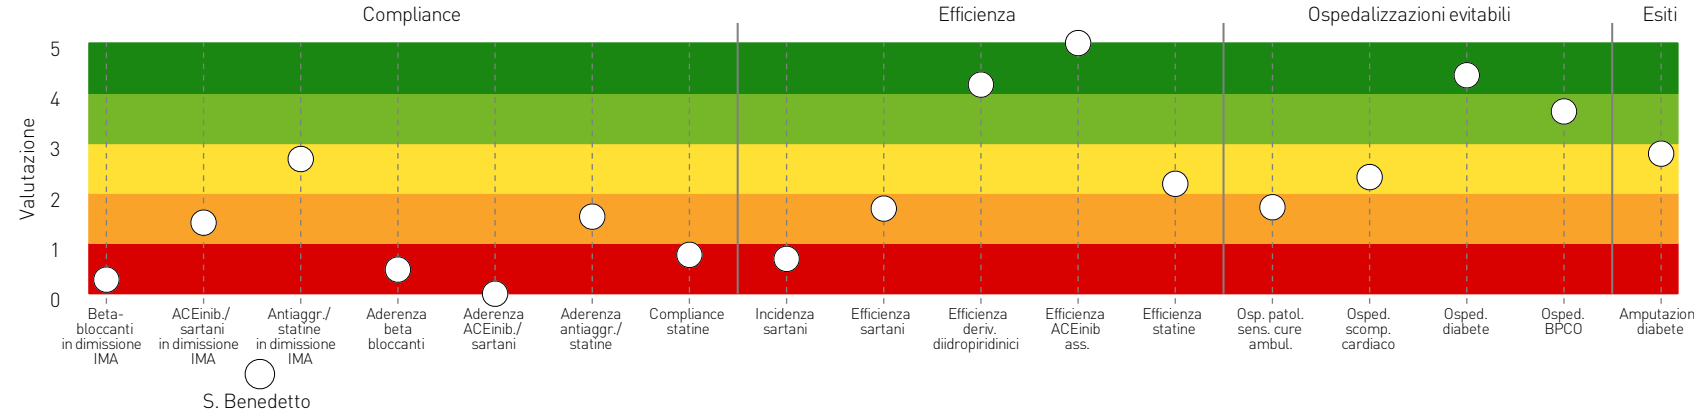 Compliance
Efficienza
Ospedalizzazioni evitabili
Esiti
Valutazione
5
4
3
2
1
0
Beta-
bloccanti
in dimissione
IMA
ACEinib./
sartani
in dimissione
IMA
Antiaggr./
statine
in dimissione
IMA
Aderenza
beta
bloccanti
Aderenza
ACEinib./
sartani
Aderenza
antiaggr./
statine
Compliance
statine
Incidenza
sartani
Efficienza
sartani
Efficienza
deriv.
diidropiridinici
Efficienza
ACEinib
ass.
Efficienza
statine
Osp. patol.
sens. cure
ambul.
Osped.
scomp.
cardiaco
Osped.
diabete
Osped.
BPCO
Amputazion
diabete
S. Benedetto